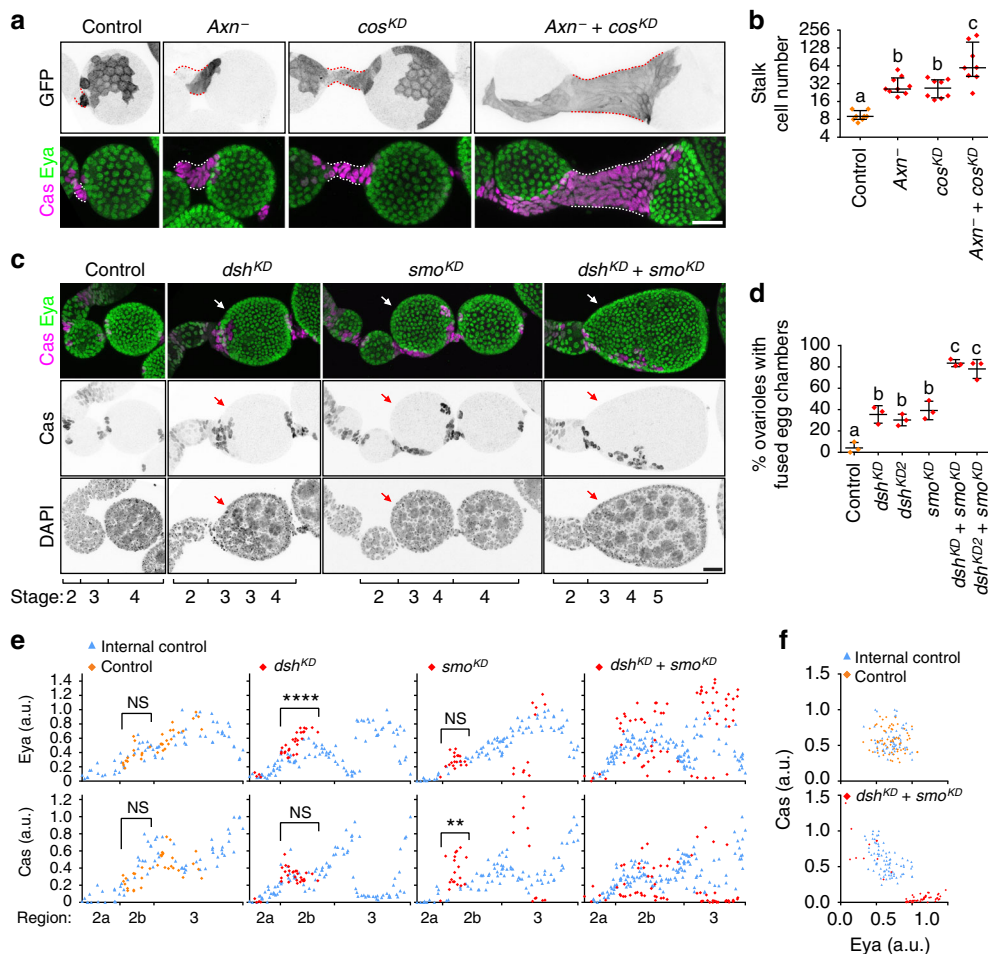 a
Control
Axn⁻
cosᴷᴰ
Axn⁻ + cosᴷᴰ
GFP
Cas Eya
b
Stalk
cell number
256
128
64
32
16
8
4
a
b
b
c
Control
Axn⁻
cosᴷᴰ
Axn⁻ + cosᴷᴰ
c
Control
dshᴷᴰ
smoᴷᴰ
dshᴷᴰ + smoᴷᴰ
Cas Eya
Cas
DAPI
Stage: 2 3 4 2 3 3 4 2 3 4 4 2 3 4 5
d
% ovarioles with
fused egg chambers
100
80
60
40
20
0
a
b
b
b
c
c
Control
dshᴷᴰ
dshᴷᴰ²
smoᴷᴰ
dshᴷᴰ + smoᴷᴰ
dshᴷᴰ² + smoᴷᴰ
e
Internal control
Control
dshᴷᴰ
smoᴷᴰ
dshᴷᴰ + smoᴷᴰ
Eya (a.u.)
1.4
1.2
1.0
0.8
0.6
0.4
0.2
0
NS
****
NS
Cas (a.u.)
1.0
0.8
0.6
0.4
0.2
0
NS
NS
**
Region: 2a 2b 3 2a 2b 3 2a 2b 3 2a 2b 3
f
Internal control
Control
1.5
1.0
0.5
0.0
dshᴷᴰ + smoᴷᴰ
1.5
1.0
0.5
0.0
Cas (a.u.)
0.0 0.5 1.0
Eya (a.u.)